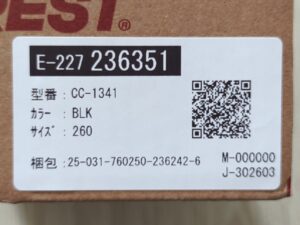 REST®
E-227 236351
型番 : CC-1341
ｶﾗｰ : BLK
ｻｲｽﾞ : 260
梱包 : 25-031-760250-236242-6
M-000000
J-302603